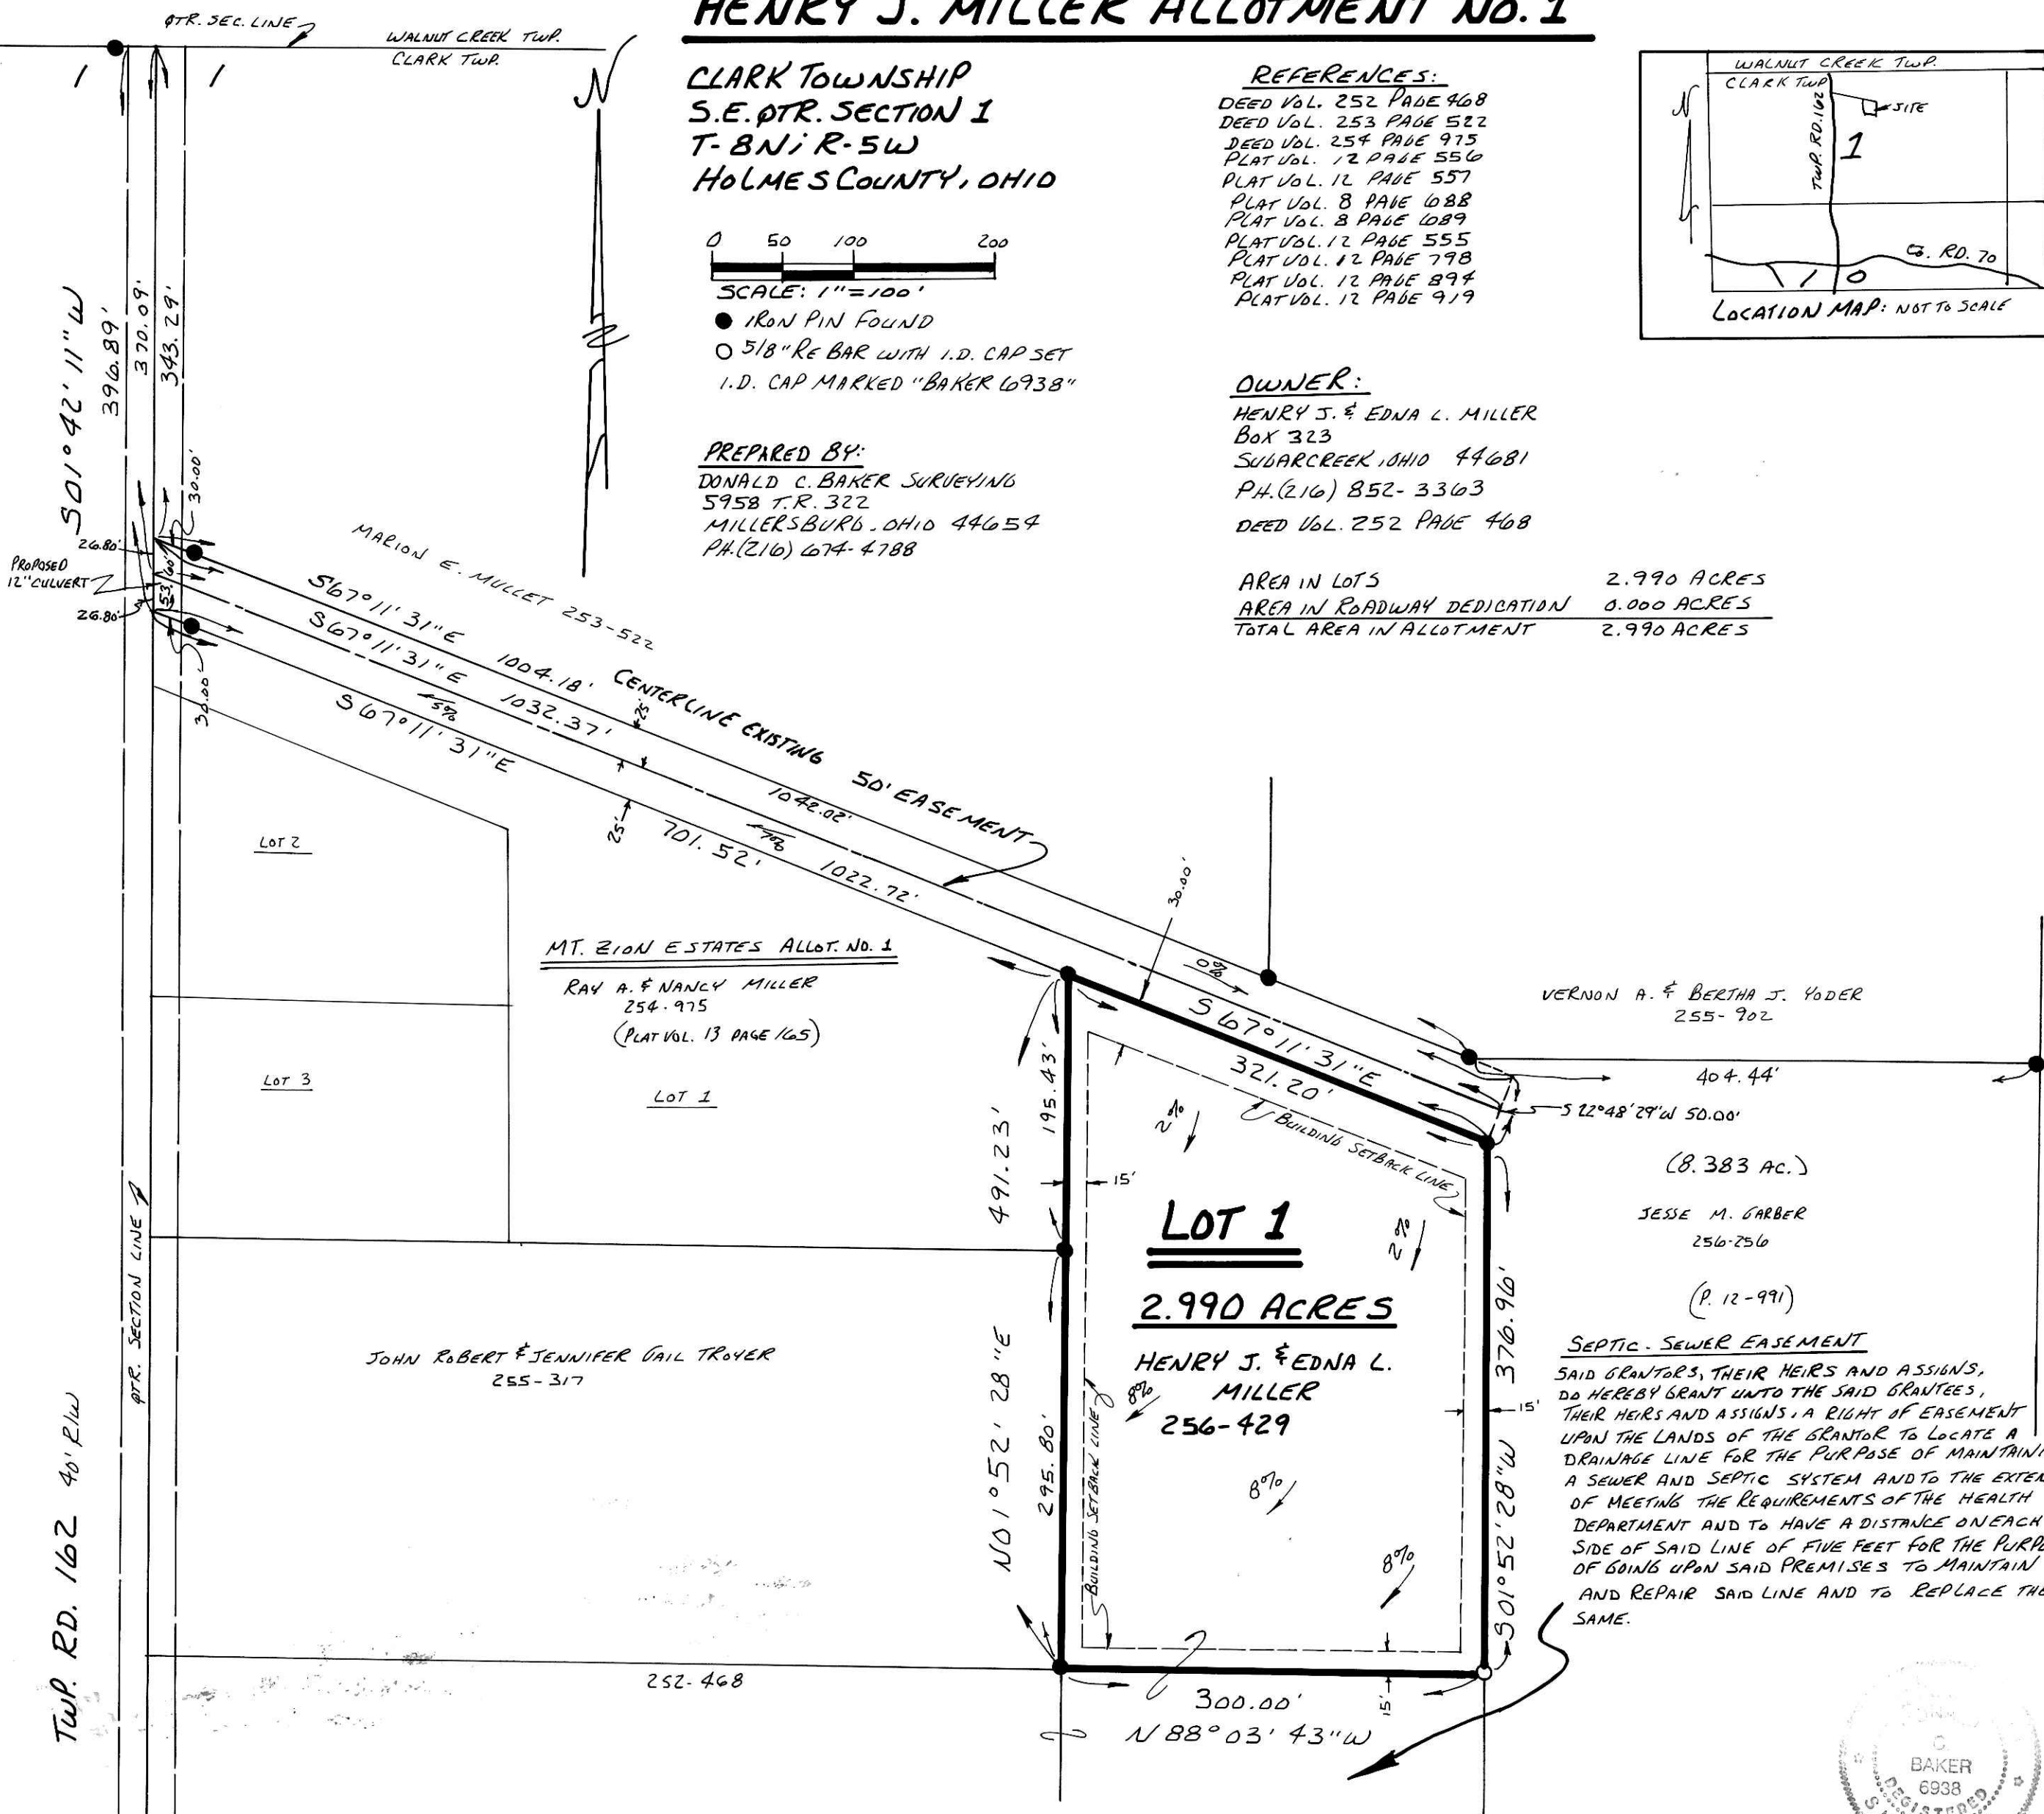 HENRY J. MILLER ALLOTMENT NO. 1
QTR. SEC. LINE
WALNUT CREEK TWP.
CLARK TWP.
1
1
N
CLARK TOWNSHIP
S.E. QTR. SECTION 1
T-8N; R-5W
HOLMES COUNTY, OHIO
0 50 100 200
SCALE: 1"=100'
IRON PIN FOUND
5/8" RE BAR WITH I.D. CAP SET
I.D. CAP MARKED "BAKER 6938"
PREPARED BY:
DONALD C. BAKER SURVEYING
5958 T.R. 322
MILLERSBURG, OHIO 44654
PH.(216) 674-4788
REFERENCES:
DEED VOL. 252 PAGE 468
DEED VOL. 253 PAGE 522
DEED VOL. 254 PAGE 975
PLAT VOL. 12 PAGE 556
PLAT VOL. 12 PAGE 557
PLAT VOL. 8 PAGE 688
PLAT VOL. 8 PAGE 689
PLAT VOL. 12 PAGE 555
PLAT VOL. 12 PAGE 798
PLAT VOL. 12 PAGE 894
PLAT VOL. 12 PAGE 919
OWNER:
HENRY J. & EDNA L. MILLER
BOX 323
SUGARCREEK, OHIO 44681
PH.(216) 852-3363
DEED VOL. 252 PAGE 468
AREA IN LOTS 2.990 ACRES
AREA IN ROADWAY DEDICATION 0.000 ACRES
TOTAL AREA IN ALLOTMENT 2.990 ACRES
WALNUT CREEK TWP.
CLARK TWP
N
TWP. RD. 162
SITE
1
CO. RD. 70
10
LOCATION MAP: NOT TO SCALE
S01°42'11"W
396.89'
370.09'
343.29'
30.00'
26.80'
PROPOSED
12" CULVERT
53.60'
26.80'
30.00'
MARION E. MULLET 253-522
S67°11'31"E 1004.18'
S67°11'31"E 1032.37'
S67°11'31"E
5%
25'
CENTERLINE EXISTING 50' EASEMENT
1042.02'
25'
701.52'
7%
1022.72'
30.00'
0%
LOT 2
MT. ZION ESTATES ALLOT. NO. 1
RAY A. & NANCY MILLER
254-975
(PLAT VOL. 13 PAGE 165)
LOT 3
LOT 1
S67°11'31"E
321.20'
BUILDING SETBACK LINE
195.43'
491.23'
15'
2%
2%
LOT 1
2.990 ACRES
HENRY J. & EDNA L.
MILLER
256-429
8%
8%
8%
BUILDING SETBACK LINE
295.80'
N01°52'28"E
376.96'
S01°52'28"W
15'
15'
300.00'
N88°03'43"W
VERNON A. & BERTHA J. YODER
255-902
404.44'
S22°48'29"W 50.00'
(8.383 AC.)
JESSE M. GARBER
256-256
(P. 12-991)
SEPTIC-SEWER EASEMENT
SAID GRANTORS, THEIR HEIRS AND ASSIGNS,
DO HEREBY GRANT UNTO THE SAID GRANTEES,
THEIR HEIRS AND ASSIGNS, A RIGHT OF EASEMENT
UPON THE LANDS OF THE GRANTOR TO LOCATE A
DRAINAGE LINE FOR THE PURPOSE OF MAINTAINI
A SEWER AND SEPTIC SYSTEM AND TO THE EXTEN
OF MEETING THE REQUIREMENTS OF THE HEALTH
DEPARTMENT AND TO HAVE A DISTANCE ON EACH
SIDE OF SAID LINE OF FIVE FEET FOR THE PURPO
OF GOING UPON SAID PREMISES TO MAINTAIN
AND REPAIR SAID LINE AND TO REPLACE THE
SAME.
JOHN ROBERT & JENNIFER GAIL TROYER
255-317
252-468
QTR. SECTION LINE
TWP. RD. 162 40' R/W
C
BAKER
6938
REGISTERED